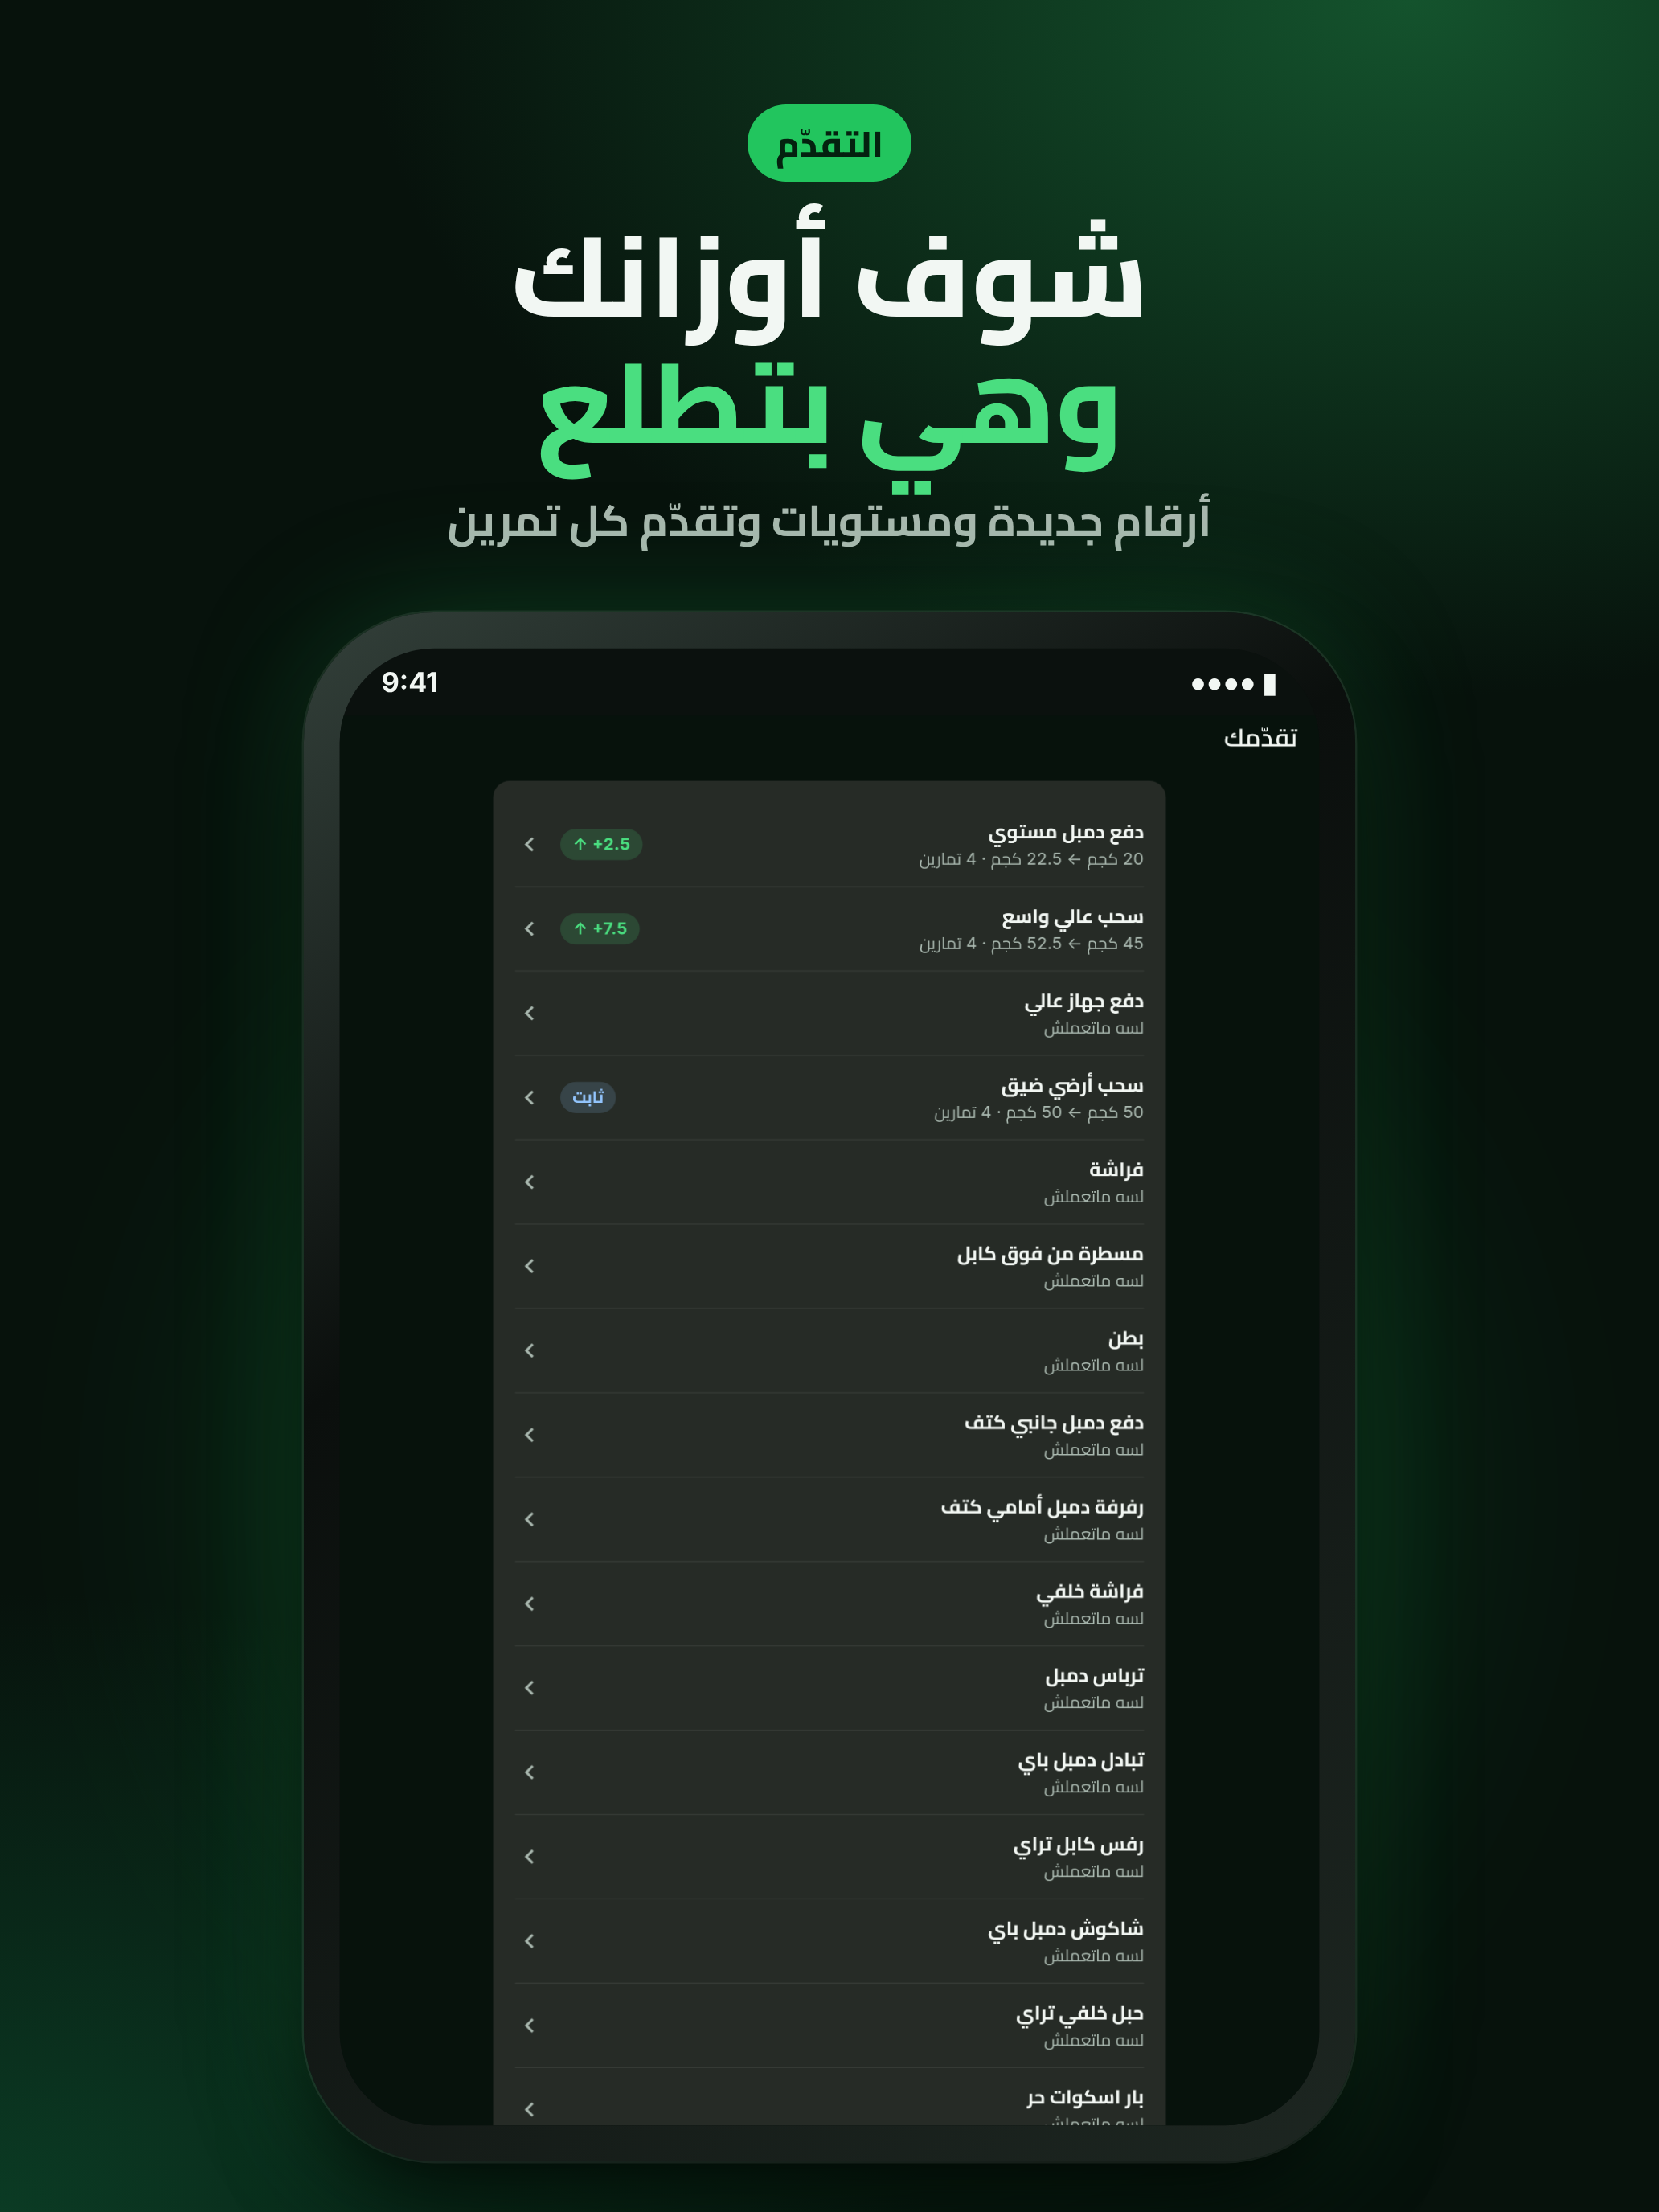 التقدّم
شوف أوزانك
وهي بتطلع
أرقام جديدة ومستويات وتقدّم كل تمرين
9:41
تقدّمك
دفع دمبل مستوي
20 كجم ← 22.5 كجم · 4 تمارين
↑ +2.5
سحب عالي واسع
45 كجم ← 52.5 كجم · 4 تمارين
↑ +7.5
دفع جهاز عالي
لسه ماتعملش
سحب أرضي ضيق
50 كجم ← 50 كجم · 4 تمارين
ثابت
فراشة
لسه ماتعملش
مسطرة من فوق كابل
لسه ماتعملش
بطن
لسه ماتعملش
دفع دمبل جانبي كتف
لسه ماتعملش
رفرفة دمبل أمامي كتف
لسه ماتعملش
فراشة خلفي
لسه ماتعملش
ترباس دمبل
لسه ماتعملش
تبادل دمبل باي
لسه ماتعملش
رفس كابل تراي
لسه ماتعملش
شاكوش دمبل باي
لسه ماتعملش
حبل خلفي تراي
لسه ماتعملش
بار اسكوات حر
لسه ماتعملش